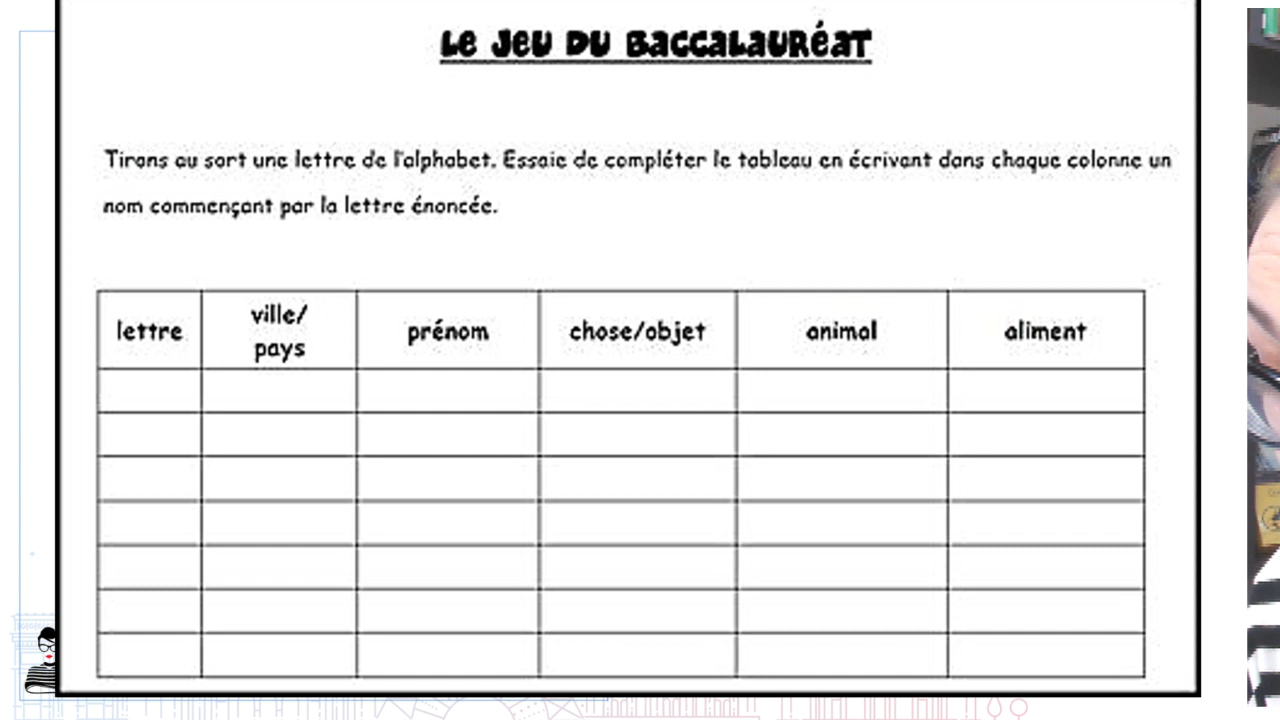 Le Jeu du Baccalauréat
Tirons au sort une lettre de l'alphabet. Essaie de compléter le tableau en écrivant dans chaque colonne un
nom commençant par la lettre énoncée.
lettre
ville/
pays
prénom
chose/objet
animal
aliment